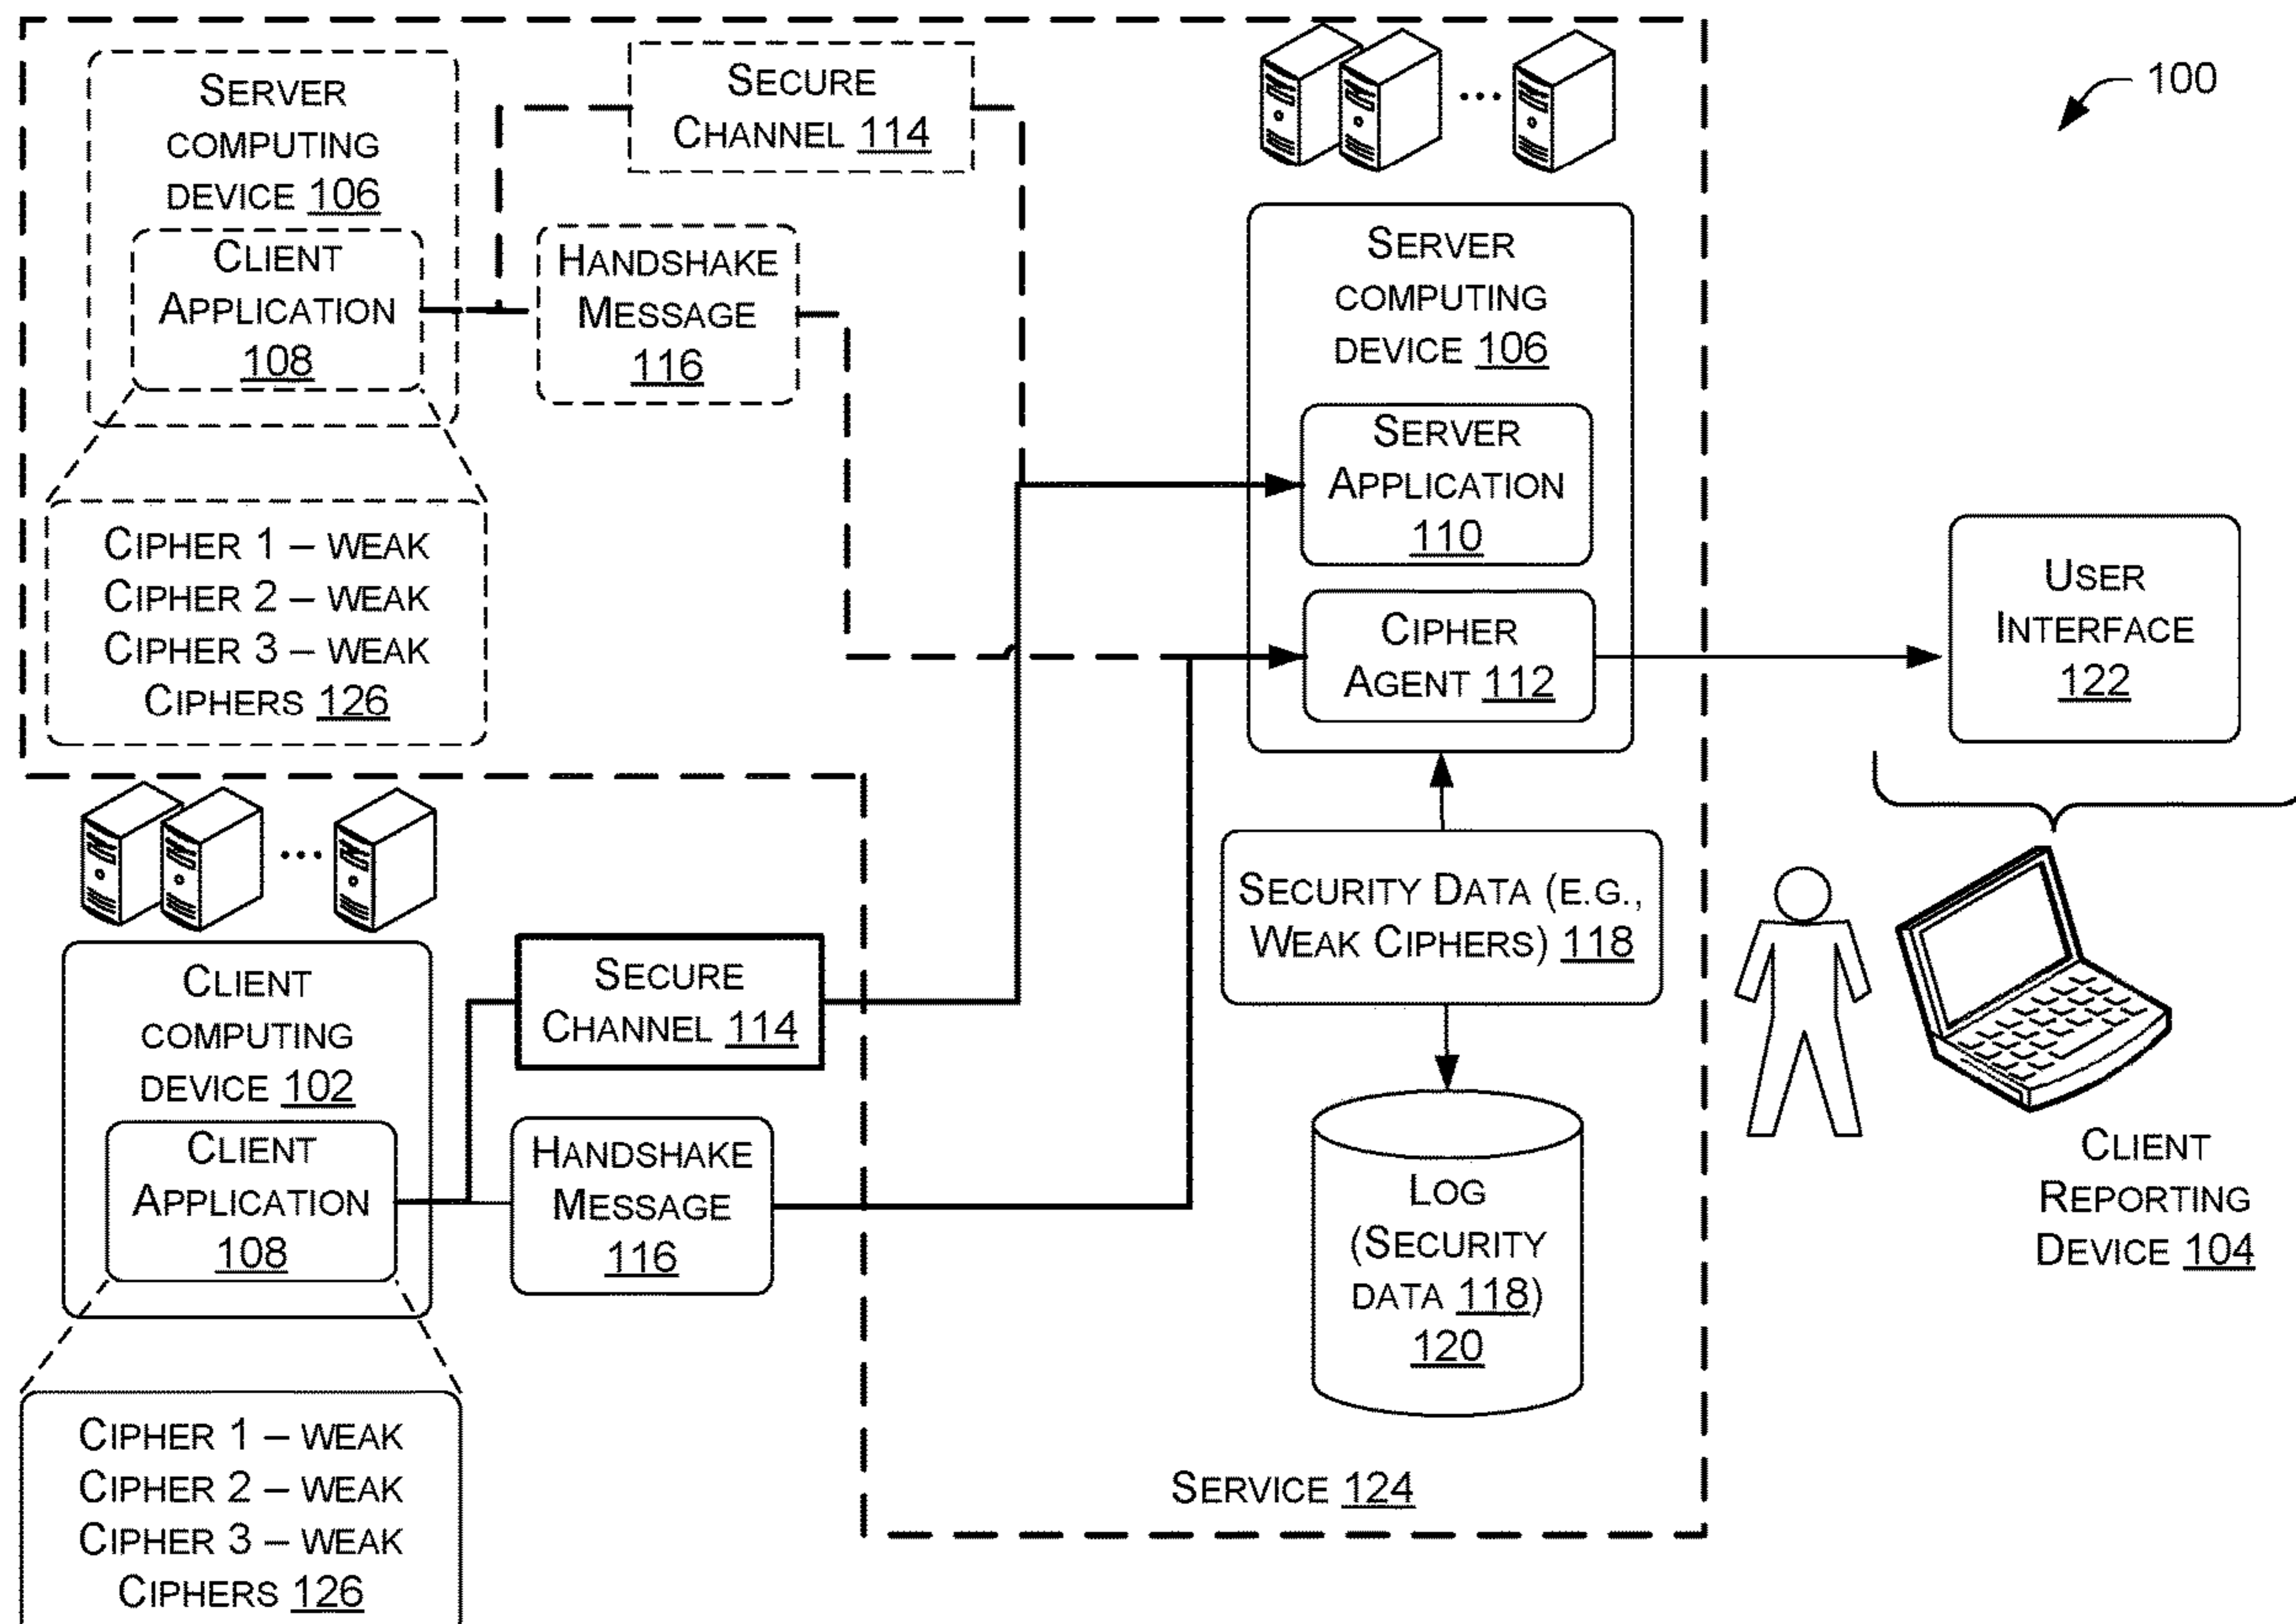 100
SERVER
COMPUTING
DEVICE 106
CLIENT
APPLICATION
108
CIPHER 1 – WEAK
CIPHER 2 – WEAK
CIPHER 3 – WEAK
CIPHERS 126
SECURE
CHANNEL 114
HANDSHAKE
MESSAGE
116
...
SERVER
COMPUTING
DEVICE 106
SERVER
APPLICATION
110
CIPHER
AGENT 112
USER
INTERFACE
122
...
CLIENT
COMPUTING
DEVICE 102
CLIENT
APPLICATION
108
CIPHER 1 – WEAK
CIPHER 2 – WEAK
CIPHER 3 – WEAK
CIPHERS 126
SECURE
CHANNEL 114
HANDSHAKE
MESSAGE
116
SECURITY DATA (E.G.,
WEAK CIPHERS) 118
LOG
(SECURITY
DATA 118)
120
SERVICE 124
CLIENT
REPORTING
DEVICE 104